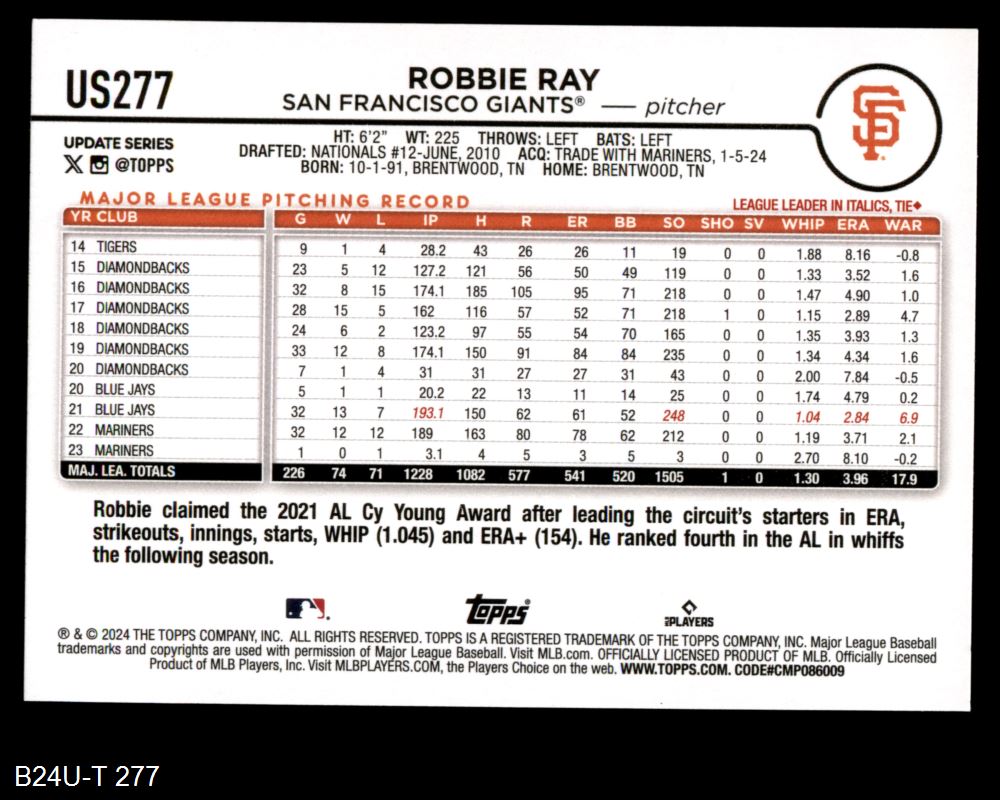 US277
ROBBIE RAY
SAN FRANCISCO GIANTS® — pitcher
SF
UPDATE SERIES
X @TOPPS
HT: 6'2" WT: 225 THROWS: LEFT BATS: LEFT
DRAFTED: NATIONALS #12-JUNE, 2010 ACQ: TRADE WITH MARINERS, 1-5-24
BORN: 10-1-91, BRENTWOOD, TN HOME: BRENTWOOD, TN
MAJOR LEAGUE PITCHING RECORD
LEAGUE LEADER IN ITALICS, TIE◆
YR CLUB G W L IP H R ER BB SO SHO SV WHIP ERA WAR
14 TIGERS 9 1 4 28.2 43 26 26 11 19 0 0 1.88 8.16 -0.8
15 DIAMONDBACKS 23 5 12 127.2 121 56 50 49 119 0 0 1.33 3.52 1.6
16 DIAMONDBACKS 32 8 15 174.1 185 105 95 71 218 0 0 1.47 4.90 1.0
17 DIAMONDBACKS 28 15 5 162 116 57 52 71 218 1 0 1.15 2.89 4.7
18 DIAMONDBACKS 24 6 2 123.2 97 55 54 70 165 0 0 1.35 3.93 1.3
19 DIAMONDBACKS 33 12 8 174.1 150 91 84 84 235 0 0 1.34 4.34 1.6
20 DIAMONDBACKS 7 1 4 31 31 27 27 31 43 0 0 2.00 7.84 -0.5
20 BLUE JAYS 5 1 1 20.2 22 13 11 14 25 0 0 1.74 4.79 0.2
21 BLUE JAYS 32 13 7 193.1 150 62 61 52 248 0 0 1.04 2.84 6.9
22 MARINERS 32 12 12 189 163 80 78 62 212 0 0 1.19 3.71 2.1
23 MARINERS 1 0 1 3.1 4 5 3 5 3 0 0 2.70 8.10 -0.2
MAJ. LEA. TOTALS 226 74 71 1228 1082 577 541 520 1505 1 0 1.30 3.96 17.9
Robbie claimed the 2021 AL Cy Young Award after leading the circuit's starters in ERA,
strikeouts, innings, starts, WHIP (1.045) and ERA+ (154). He ranked fourth in the AL in whiffs
the following season.
Topps®
MLB PLAYERS
® & © 2024 THE TOPPS COMPANY, INC. ALL RIGHTS RESERVED. TOPPS IS A REGISTERED TRADEMARK OF THE TOPPS COMPANY, INC. Major League Baseball
trademarks and copyrights are used with permission of Major League Baseball. Visit MLB.com. OFFICIALLY LICENSED PRODUCT OF MLB. Officially Licensed
Product of MLB Players, Inc. Visit MLBPLAYERS.COM, the Players Choice on the web. WWW.TOPPS.COM. CODE#CMP086009
B24U-T 277